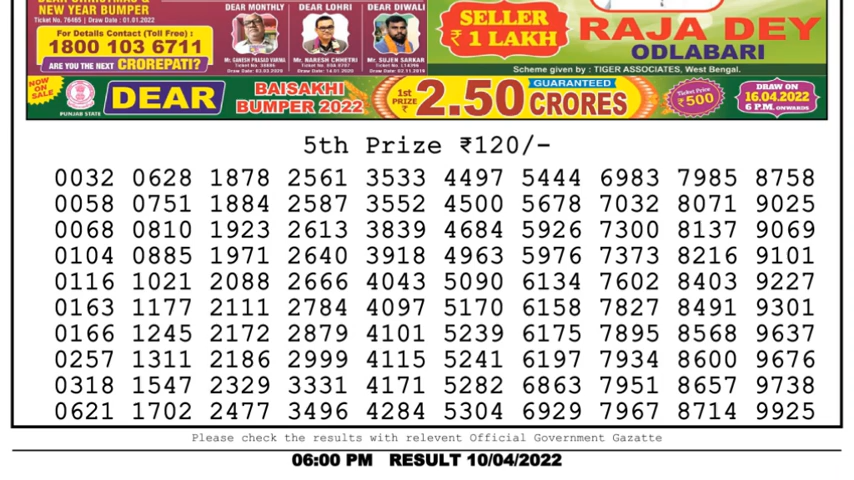 DEAR CHRISTMAS &
NEW YEAR BUMPER
Ticket No. 76465 | Draw Date : 01.01.2022
For Details Contact (Toll Free) :
1800 103 6711
ARE YOU THE NEXT CROREPATI?
DEAR MONTHLY
DEAR LOHRI
DEAR DIWALI
Mr. GANESH PRASAD VARMA
Mr. NARESH CHHETRI
Mr. SUJEN SARKAR
SELLER
₹ 1 LAKH
RAJA DEY
ODLABARI
Scheme given by : TIGER ASSOCIATES, West Bengal.
NOW ON SALE
PUNJAB STATE
DEAR
BAISAKHI
BUMPER 2022
1st PRIZE ₹
2.50
GUARANTEED
CRORES
Ticket Price
₹500
DRAW ON
16.04.2022
6 P.M. ONWARDS
5th Prize ₹120/-
0032 0628 1878 2561 3533 4497 5444 6983 7985 8758
0058 0751 1884 2587 3552 4500 5678 7032 8071 9025
0068 0810 1923 2613 3839 4684 5926 7300 8137 9069
0104 0885 1971 2640 3918 4963 5976 7373 8216 9101
0116 1021 2088 2666 4043 5090 6134 7602 8403 9227
0163 1177 2111 2784 4097 5170 6158 7827 8491 9301
0166 1245 2172 2879 4101 5239 6175 7895 8568 9637
0257 1311 2186 2999 4115 5241 6197 7934 8600 9676
0318 1547 2329 3331 4171 5282 6863 7951 8657 9738
0621 1702 2477 3496 4284 5304 6929 7967 8714 9925
Please check the results with relevent Official Government Gazatte
06:00 PM RESULT 10/04/2022